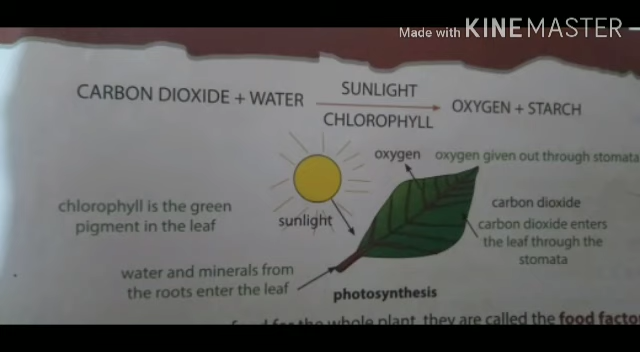 Made with KINEMASTER
SUNLIGHT
CARBON DIOXIDE + WATER
OXYGEN + STARCH
CHLOROPHYLL
oxygen
oxygen given out through stomata
chlorophyll is the green
pigment in the leaf
sunlight
carbon dioxide
carbon dioxide enters
the leaf through the
stomata
water and minerals from
the roots enter the leaf
photosynthesis
for the whole plant, they are called the food facto